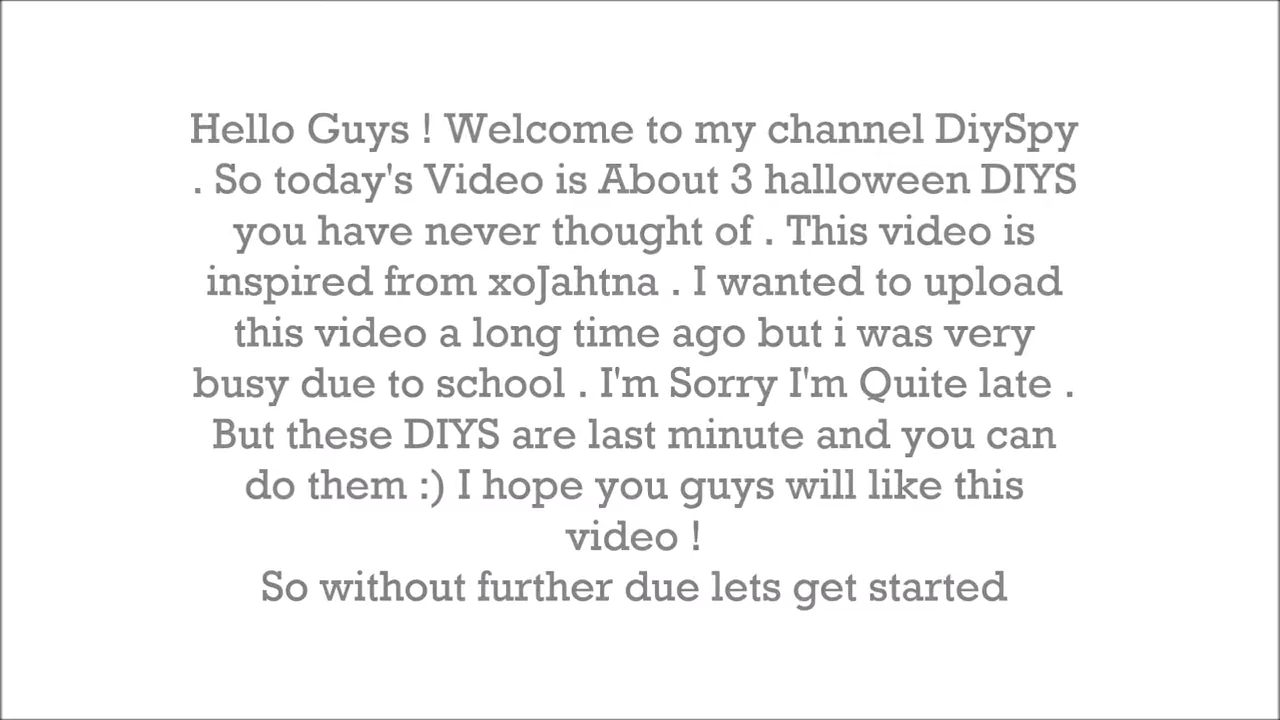 Hello Guys ! Welcome to my channel DiySpy
. So today's Video is About 3 halloween DIYS
you have never thought of . This video is
inspired from xoJahtna . I wanted to upload
this video a long time ago but i was very
busy due to school . I'm Sorry I'm Quite late .
But these DIYS are last minute and you can
do them :) I hope you guys will like this
video !
So without further due lets get started